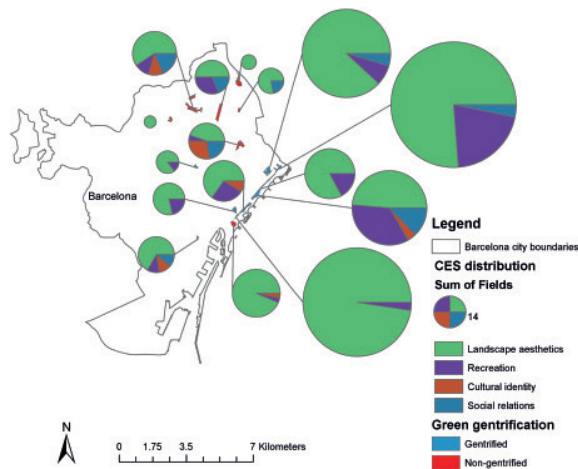 Barcelona
Legend
Barcelona city boundaries
CES distribution
Sum of Fields
14
Landscape aesthetics
Recreation
Cultural identity
Social relations
Green gentrification
Gentrified
Non-gentrified
N
0 1.75 3.5 7 Kilometers